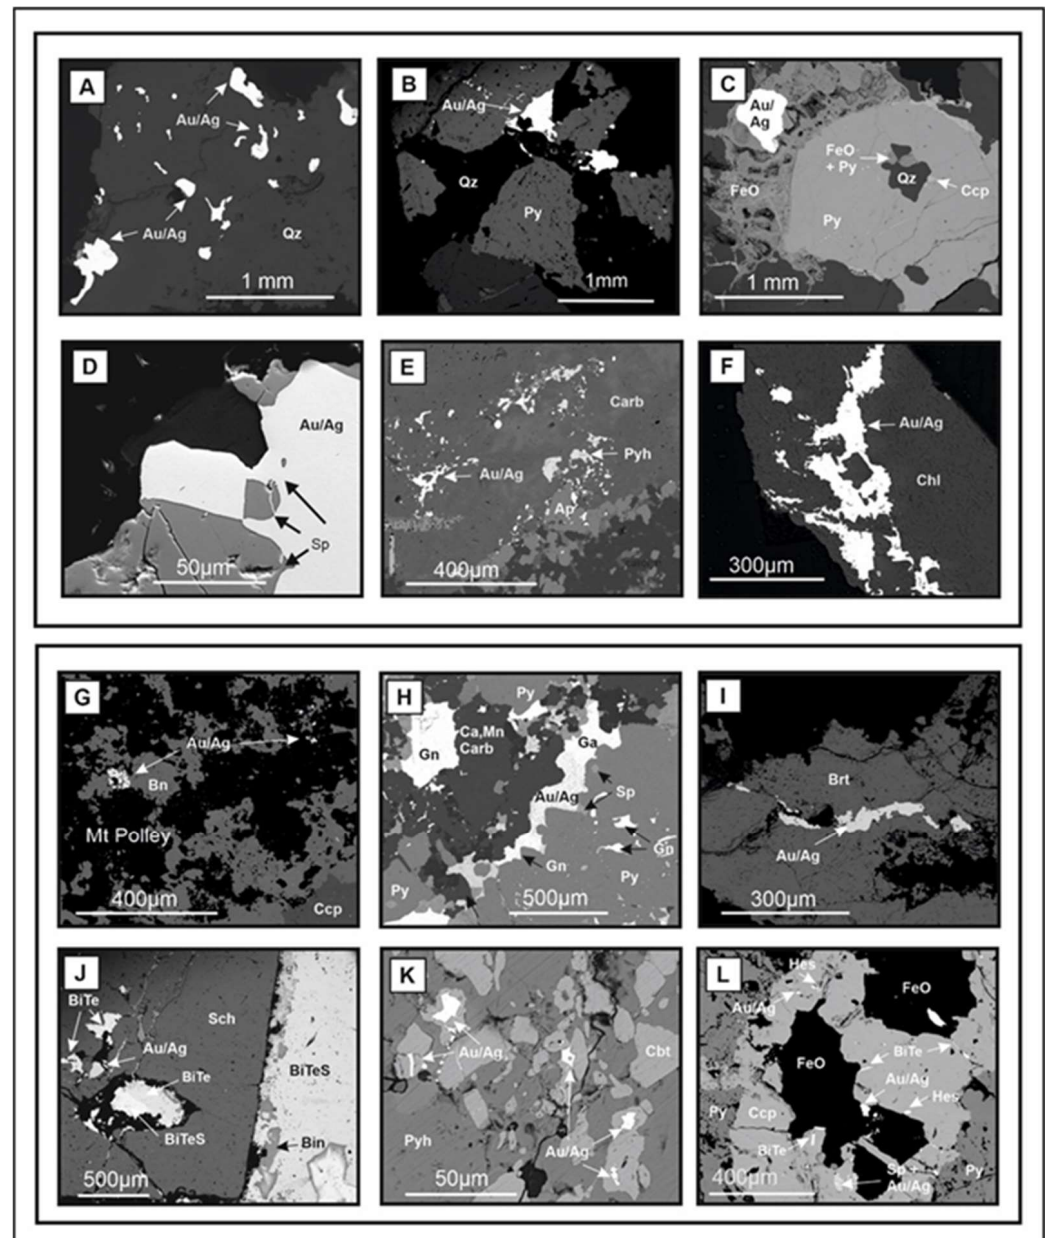 A
Au/Ag
Au/Ag
Qz
1 mm
B
Au/Ag
Qz
Py
1mm
C
Au/
Ag
FeO
+ Py
Qz
Ccp
FeO
Py
1 mm
D
Au/Ag
Sp
50µm
E
Carb
Au/Ag
Pyh
Ap
400µm
F
Au/Ag
Chl
300µm
G
Au/Ag
Bn
Mt Polley
400µm
Ccp
H
Py
Gn
Ca,Mn
Carb
Ga
Sp
Au/Ag
Gn
Gn
Py
Py
500µm
I
Brt
Au/Ag
300µm
J
BiTe
Sch
Au/Ag
BiTe
BiTeS
BiTeS
Bin
500µm
K
Au/Ag
Cbt
Pyh
Au/Ag
50µm
L
Hes
Au/Ag
FeO
FeO
BiTe
Au/Ag
Hes
Py
Ccp
BiTe
Sp +
Au/Ag
Py
400µm